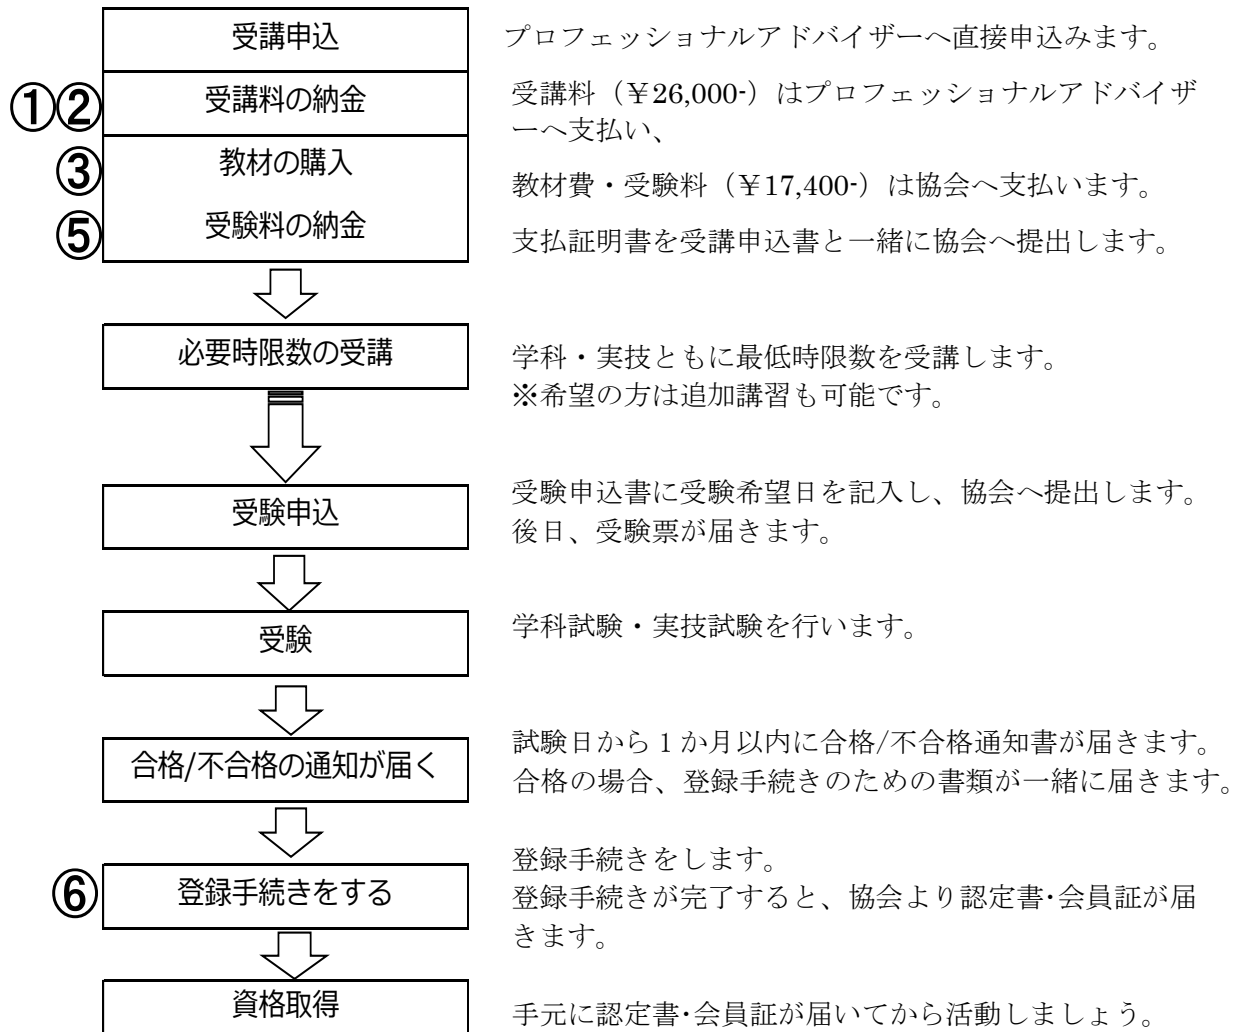 受講申込
プロフェッショナルアドバイザーへ直接申込みます。
①②
受講料の納金
受講料（￥26,000-）はプロフェッショナルアドバイザ
ーへ支払い、
③
教材の購入
教材費・受験料（￥17,400-）は協会へ支払います。
⑤
受験料の納金
支払証明書を受講申込書と一緒に協会へ提出します。
必要時限数の受講
学科・実技ともに最低時限数を受講します。
※希望の方は追加講習も可能です。
受験申込
受験申込書に受験希望日を記入し、協会へ提出します。
後日、受験票が届きます。
受験
学科試験・実技試験を行います。
合格/不合格の通知が届く
試験日から１か月以内に合格/不合格通知書が届きます。
合格の場合、登録手続きのための書類が一緒に届きます。
⑥
登録手続きをする
登録手続きをします。
登録手続きが完了すると、協会より認定書･会員証が届
きます。
資格取得
手元に認定書･会員証が届いてから活動しましょう。